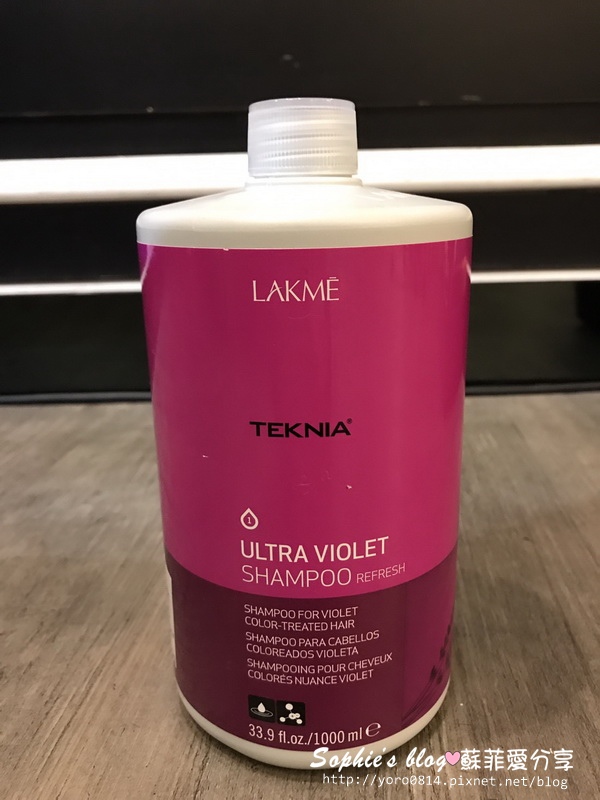 LAKMĒ
TEKNIA®
1
ULTRA VIOLET
SHAMPOO REFRESH
SHAMPOO FOR VIOLET
COLOR-TREATED HAIR
SHAMPOO PARA CABELLOS
COLOREADOS VIOLETA
SHAMPOOING POUR CHEVEUX
COLORÉS NUANCE VIOLET
33.9 fl.oz./1000 ml ℮
Sophie's blog♥蘇菲愛分享
http://yoro0814.pixnet.net/blog